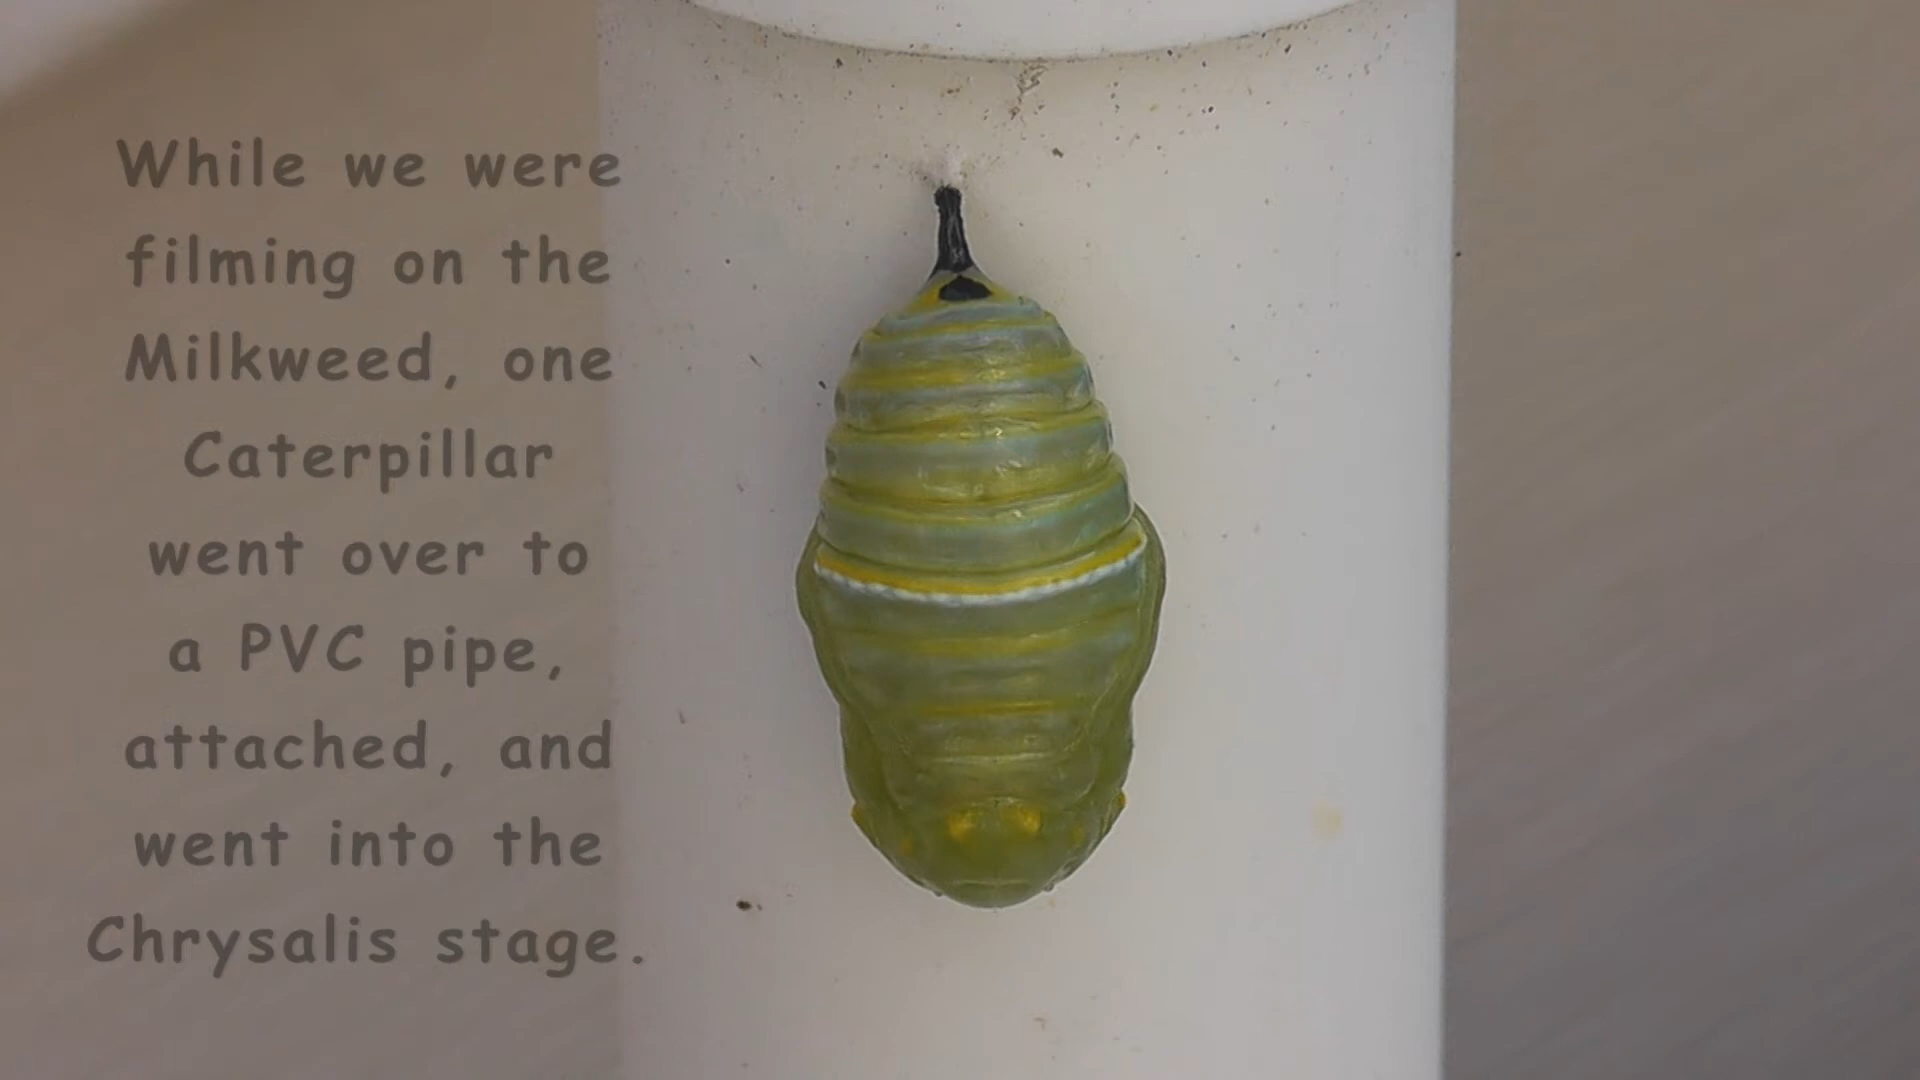 While we were
filming on the
Milkweed, one
Caterpillar
went over to
a PVC pipe,
attached, and
went into the
Chrysalis stage.